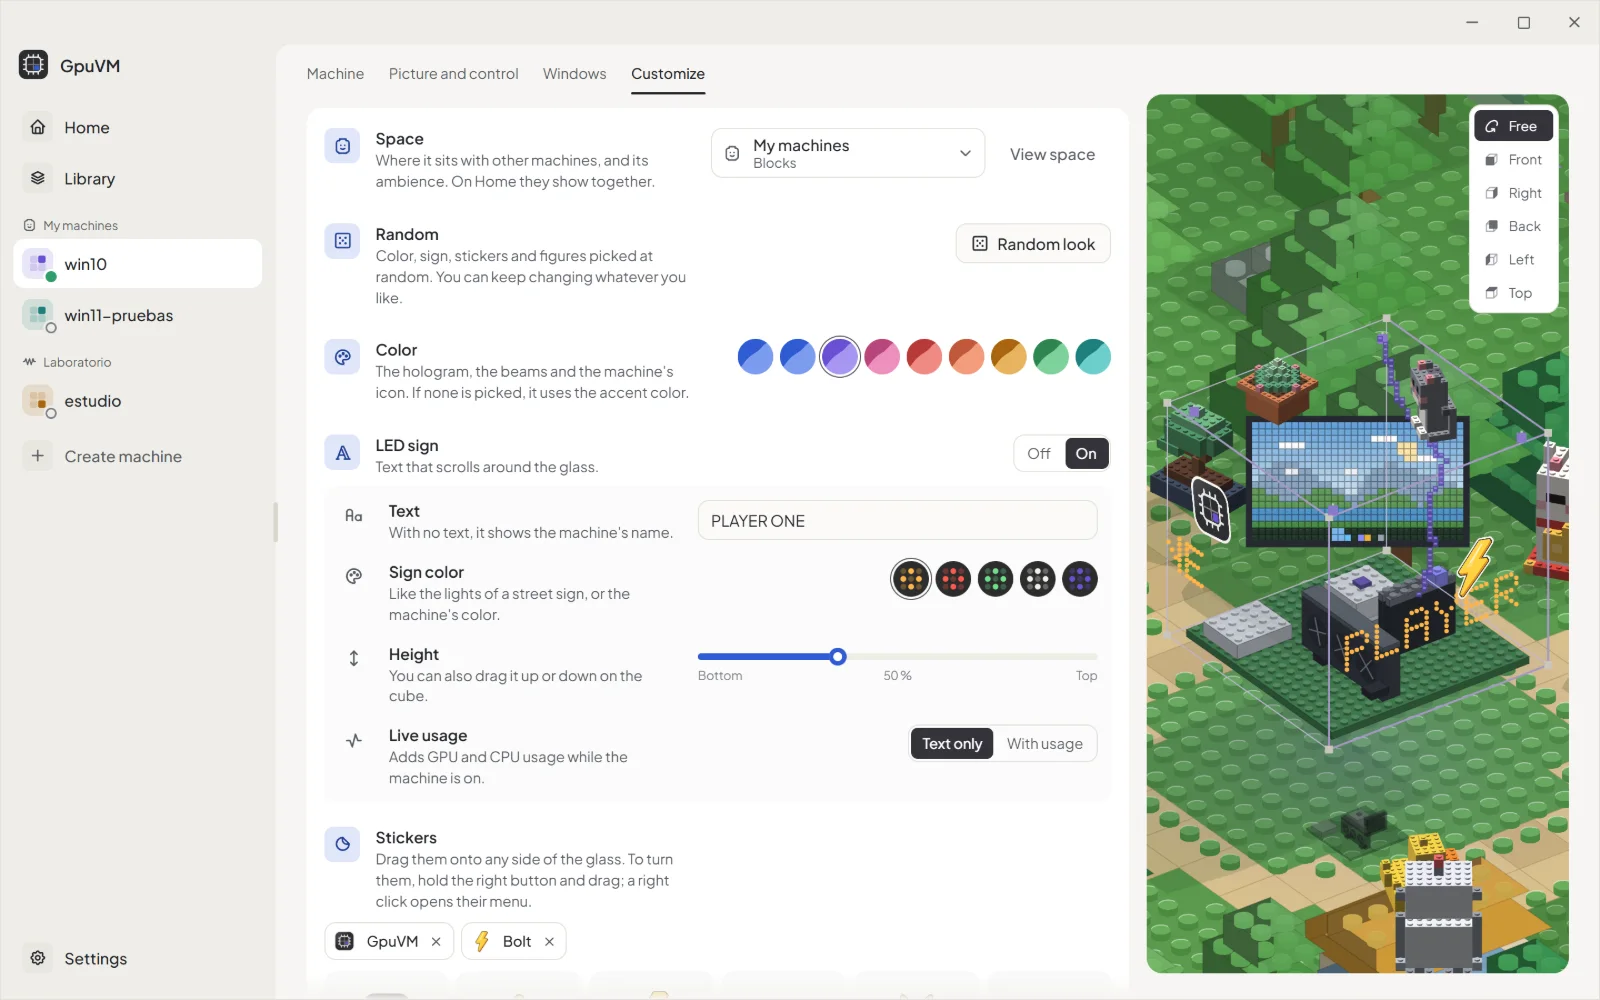 GpuVM
Home
Library
My machines
win10
win11-pruebas
Laboratorio
estudio
Create machine
Settings
Machine
Picture and control
Windows
Customize
Space
Where it sits with other machines, and its
ambience. On Home they show together.
My machines
Blocks
View space
Random
Color, sign, stickers and figures picked at
random. You can keep changing whatever you
like.
Random look
Color
The hologram, the beams and the machine's
icon. If none is picked, it uses the accent color.
LED sign
Text that scrolls around the glass.
Off
On
Text
With no text, it shows the machine's name.
PLAYER ONE
Sign color
Like the lights of a street sign, or the
machine's color.
Height
You can also drag it up or down on the
cube.
Bottom
50 %
Top
Live usage
Adds GPU and CPU usage while the
machine is on.
Text only
With usage
Stickers
Drag them onto any side of the glass. To turn
them, hold the right button and drag; a right
click opens their menu.
GpuVM
Bolt
Free
Front
Right
Back
Left
Top
PLAYER